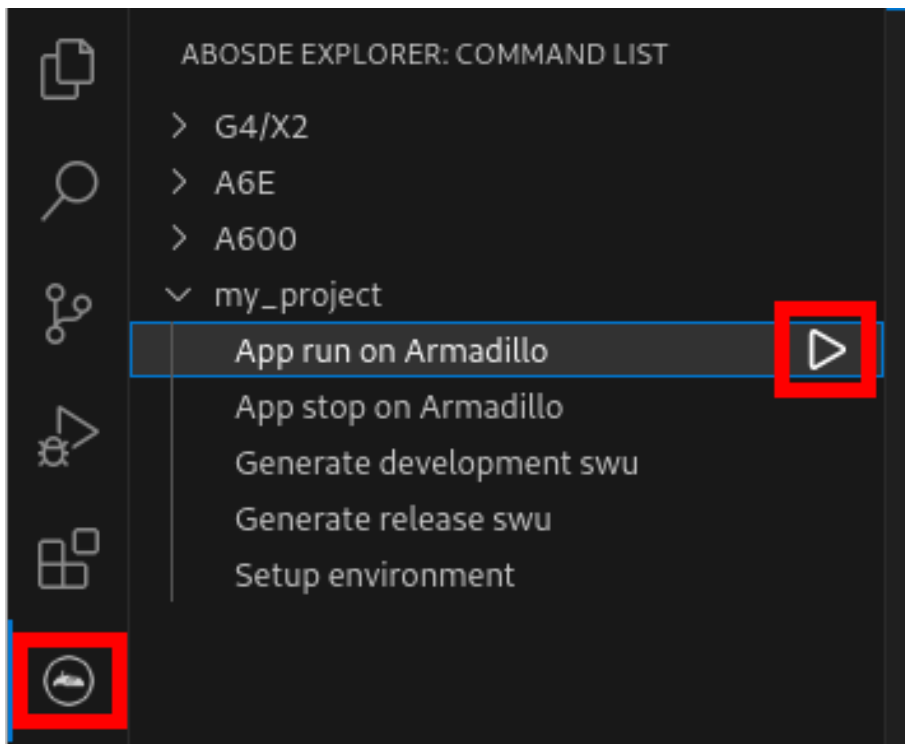 ABOSDE EXPLORER: COMMAND LIST
G4/X2
A6E
A600
my_project
App run on Armadillo
App stop on Armadillo
Generate development swu
Generate release swu
Setup environment